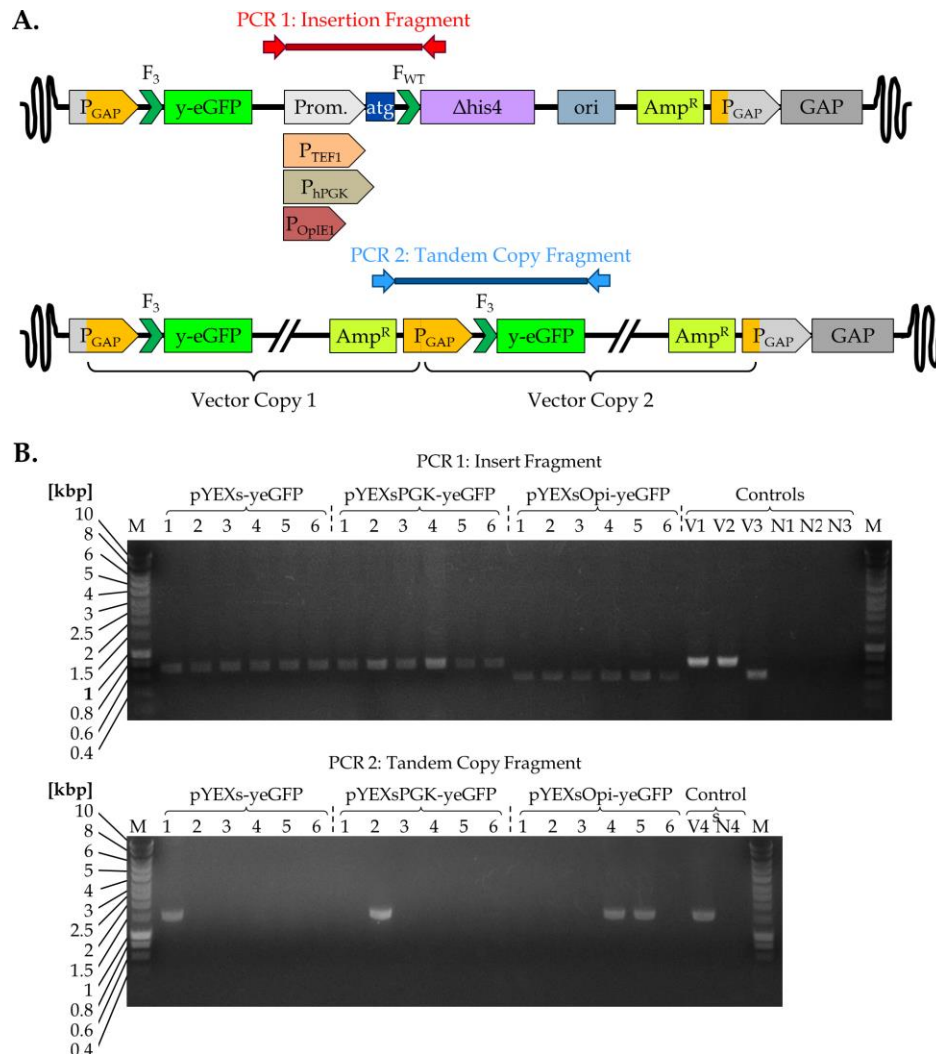 A.
PCR 1: Insertion Fragment
F3 FWT
PGAP y-eGFP Prom. atg Δhis4 ori AmpR PGAP GAP
PTEF1
PhPGK
POpIE1
PCR 2: Tandem Copy Fragment
F3 F3
PGAP y-eGFP AmpR PGAP y-eGFP AmpR PGAP GAP
Vector Copy 1 Vector Copy 2
B.
PCR 1: Insert Fragment
[kbp] pYEXs-yeGFP pYEXsPGK-yeGFP pYEXsOpi-yeGFP Controls
M 1 2 3 4 5 6 1 2 3 4 5 6 1 2 3 4 5 6 V1 V2 V3 N1 N2 N3 M
10
8
6
5
4
3
2.5
2
1.5
1
0.8
0.6
0.4
PCR 2: Tandem Copy Fragment
[kbp] pYEXs-yeGFP pYEXsPGK-yeGFP pYEXsOpi-yeGFP Control
s
M 1 2 3 4 5 6 1 2 3 4 5 6 1 2 3 4 5 6 V4 N4 M
10
8
6
5
4
3
2.5
2
1.5
1
0.8
0.6
0.4